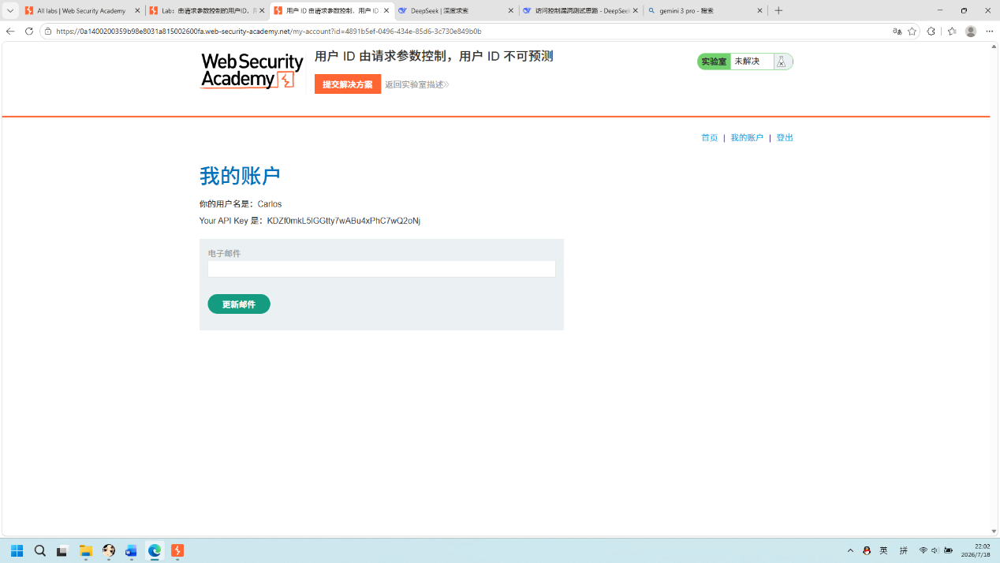 All labs | Web Security Academy
Lab：由请求参数控制的用户ID，用
用户 ID 由请求参数控制，用户 ID 不
DeepSeek | 深度求索
访问控制漏洞测试思路 - DeepSeek
gemini 3 pro - 搜索
https://0a1400200359b98e8031a815002600fa.web-security-academy.net/my-account?id=4891b5ef-0496-434e-85d6-3c730e849b0b
Web Security
Academy
用户 ID 由请求参数控制，用户 ID 不可预测
提交解决方案
返回实验室描述
实验室
未解决
首页 | 我的账户 | 登出
我的账户
你的用户名是：Carlos
Your API Key 是：KDZf0mkL5lGGtty7wABu4xPhC7wQ2oNj
电子邮件
更新邮件
英
拼
22:02
2026/7/18